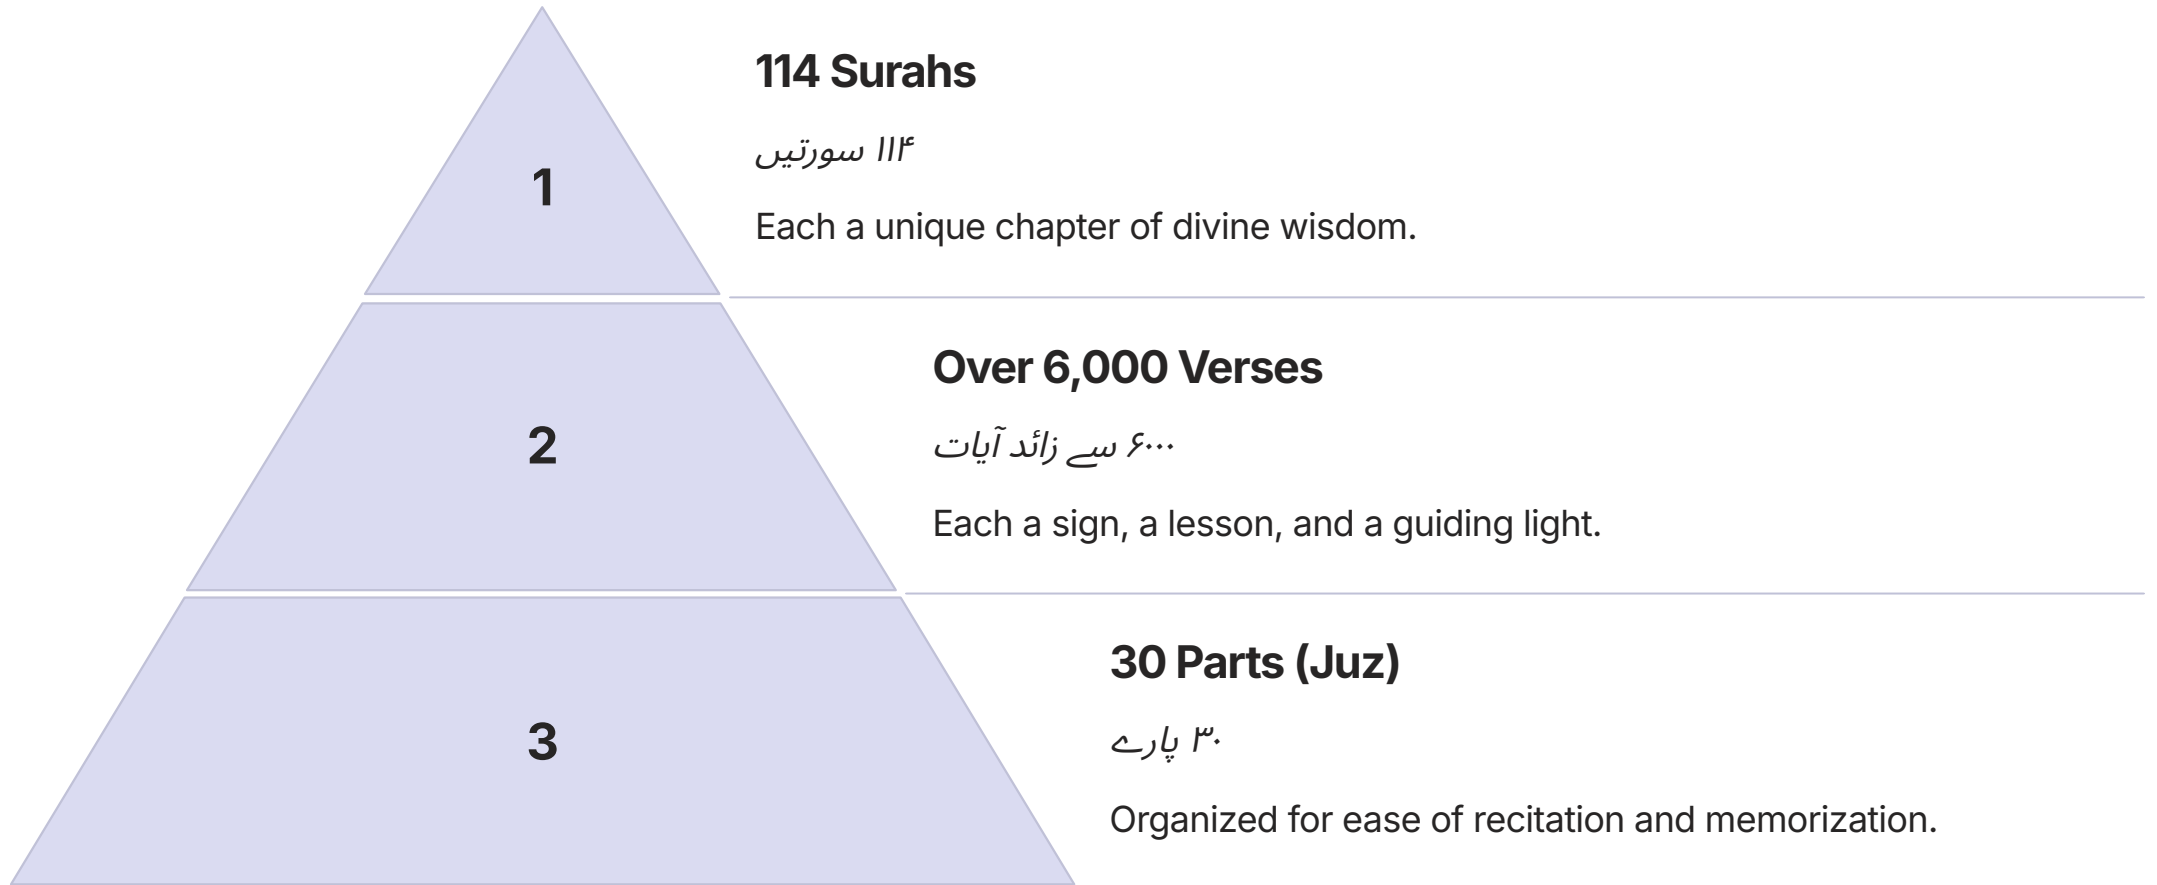 1
114 Surahs
۱۱۴ سورتیں
Each a unique chapter of divine wisdom.
2
Over 6,000 Verses
۶۰۰۰ سے زائد آیات
Each a sign, a lesson, and a guiding light.
3
30 Parts (Juz)
۳۰ پارے
Organized for ease of recitation and memorization.